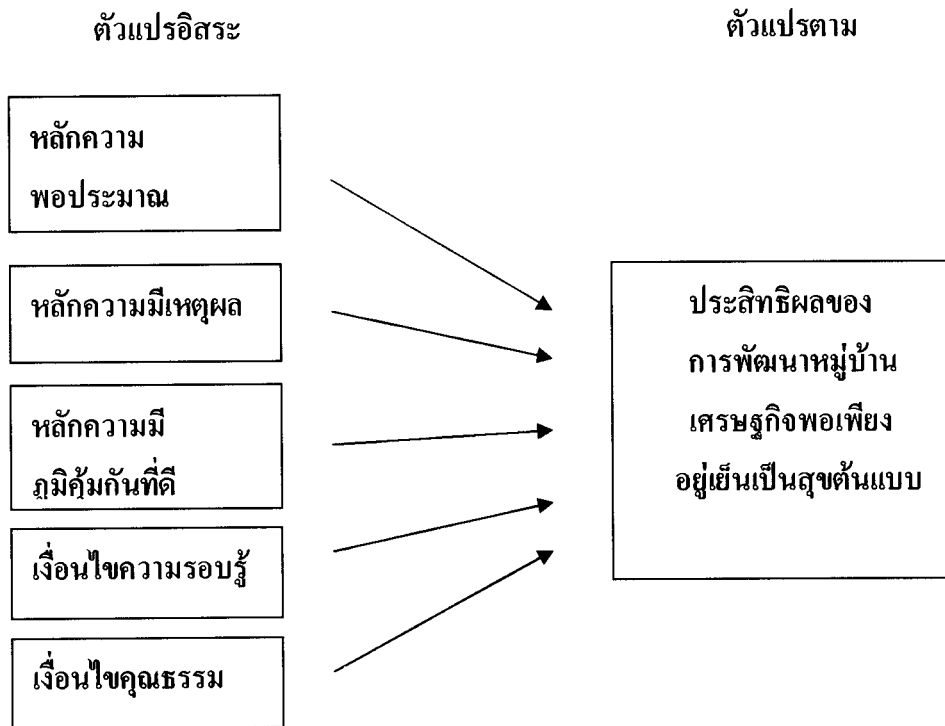 ตัวแปรอิสระ
ตัวแปรตาม
หลักความ
พอประมาณ
หลักความมีเหตุผล
หลักความมี
ภูมิคุ้มกันที่ดี
เงื่อนไขความรอบรู้
เงื่อนไขคุณธรรม
ประสิทธิผลของ
การพัฒนาหมู่บ้าน
เศรษฐกิจพอเพียง
อยู่เย็นเป็นสุขต้นแบบ